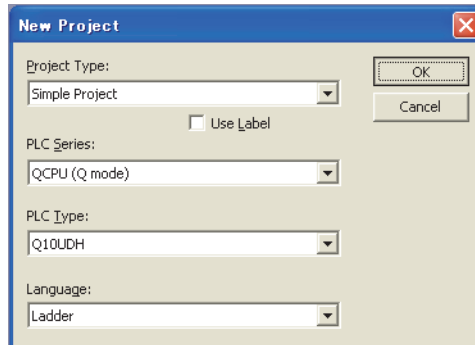 New Project
Project Type:
Simple Project
OK
Use Label
Cancel
PLC Series:
QCPU (Q mode)
PLC Type:
Q10UDH
Language:
Ladder